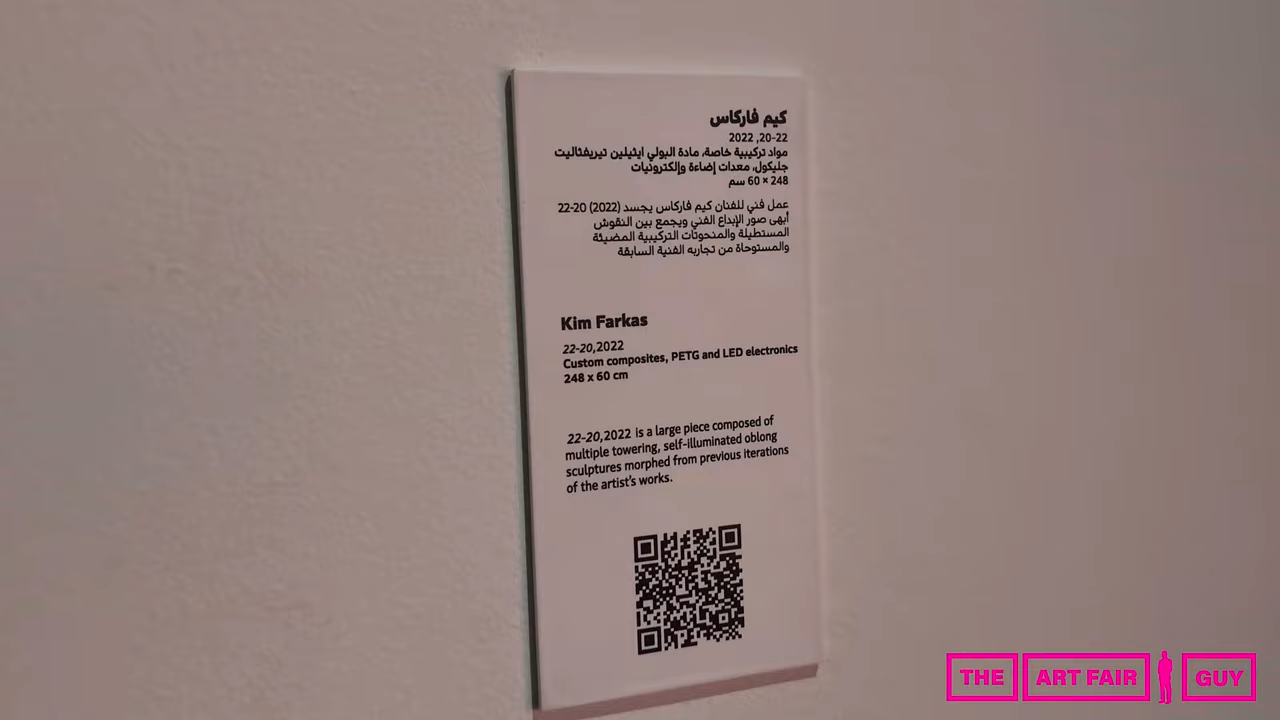 كيم فاركاس
20-22, 2022
مواد تركيبية خاصة، مادة البولي ايثيلين تيريفثاليت
جليكول، معدات إضاءة وإلكترونيات
248 × 60 سم
عمل فني للفنان كيم فاركاس يجسد (2022) 20-22
أبهى صور الإبداع الفني ويجمع بين النقوش
المستطيلة والمنحوتات التركيبية المضيئة
والمستوحاة من تجاربه الفنية السابقة
Kim Farkas
22-20,2022
Custom composites, PETG and LED electronics
248 x 60 cm
22-20,2022 is a large piece composed of
multiple towering, self-illuminated oblong
sculptures morphed from previous iterations
of the artist's works.
THE ART FAIR GUY